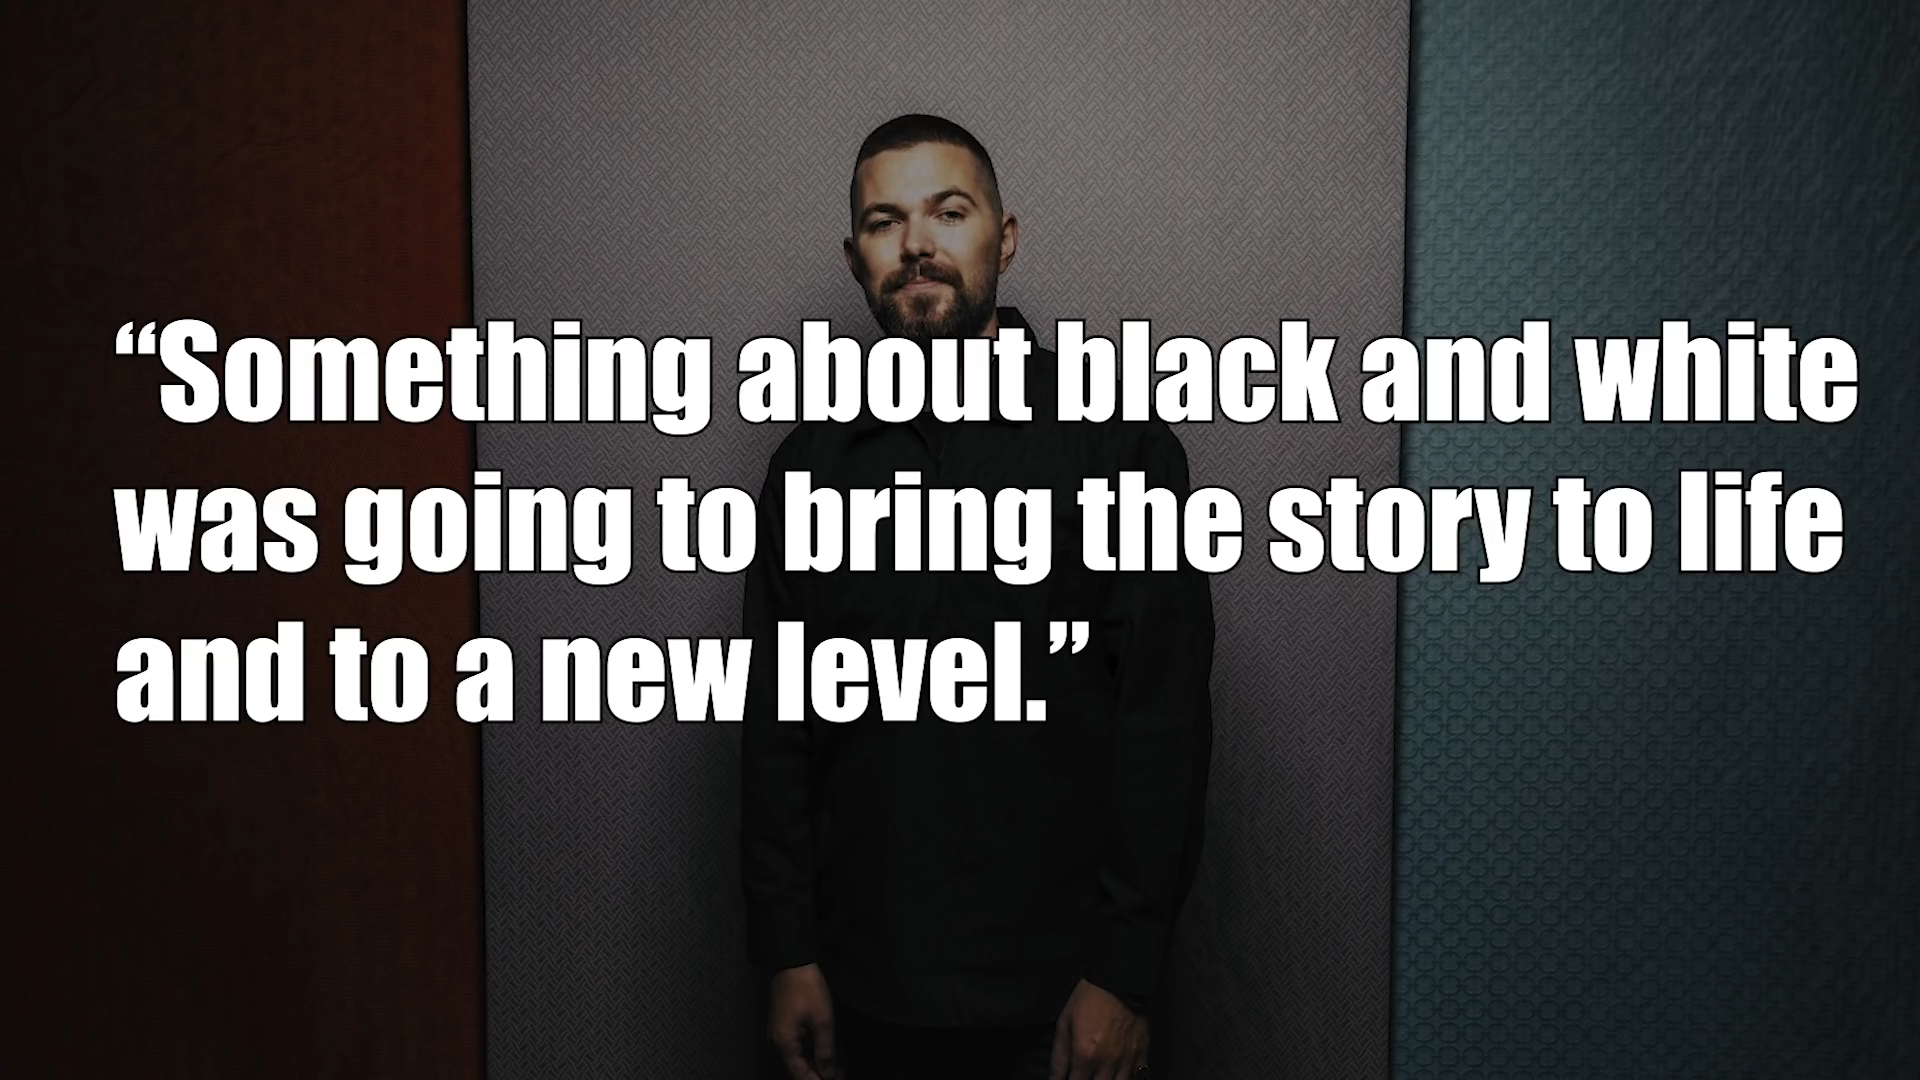 “Something about black and white
was going to bring the story to life
and to a new level.”